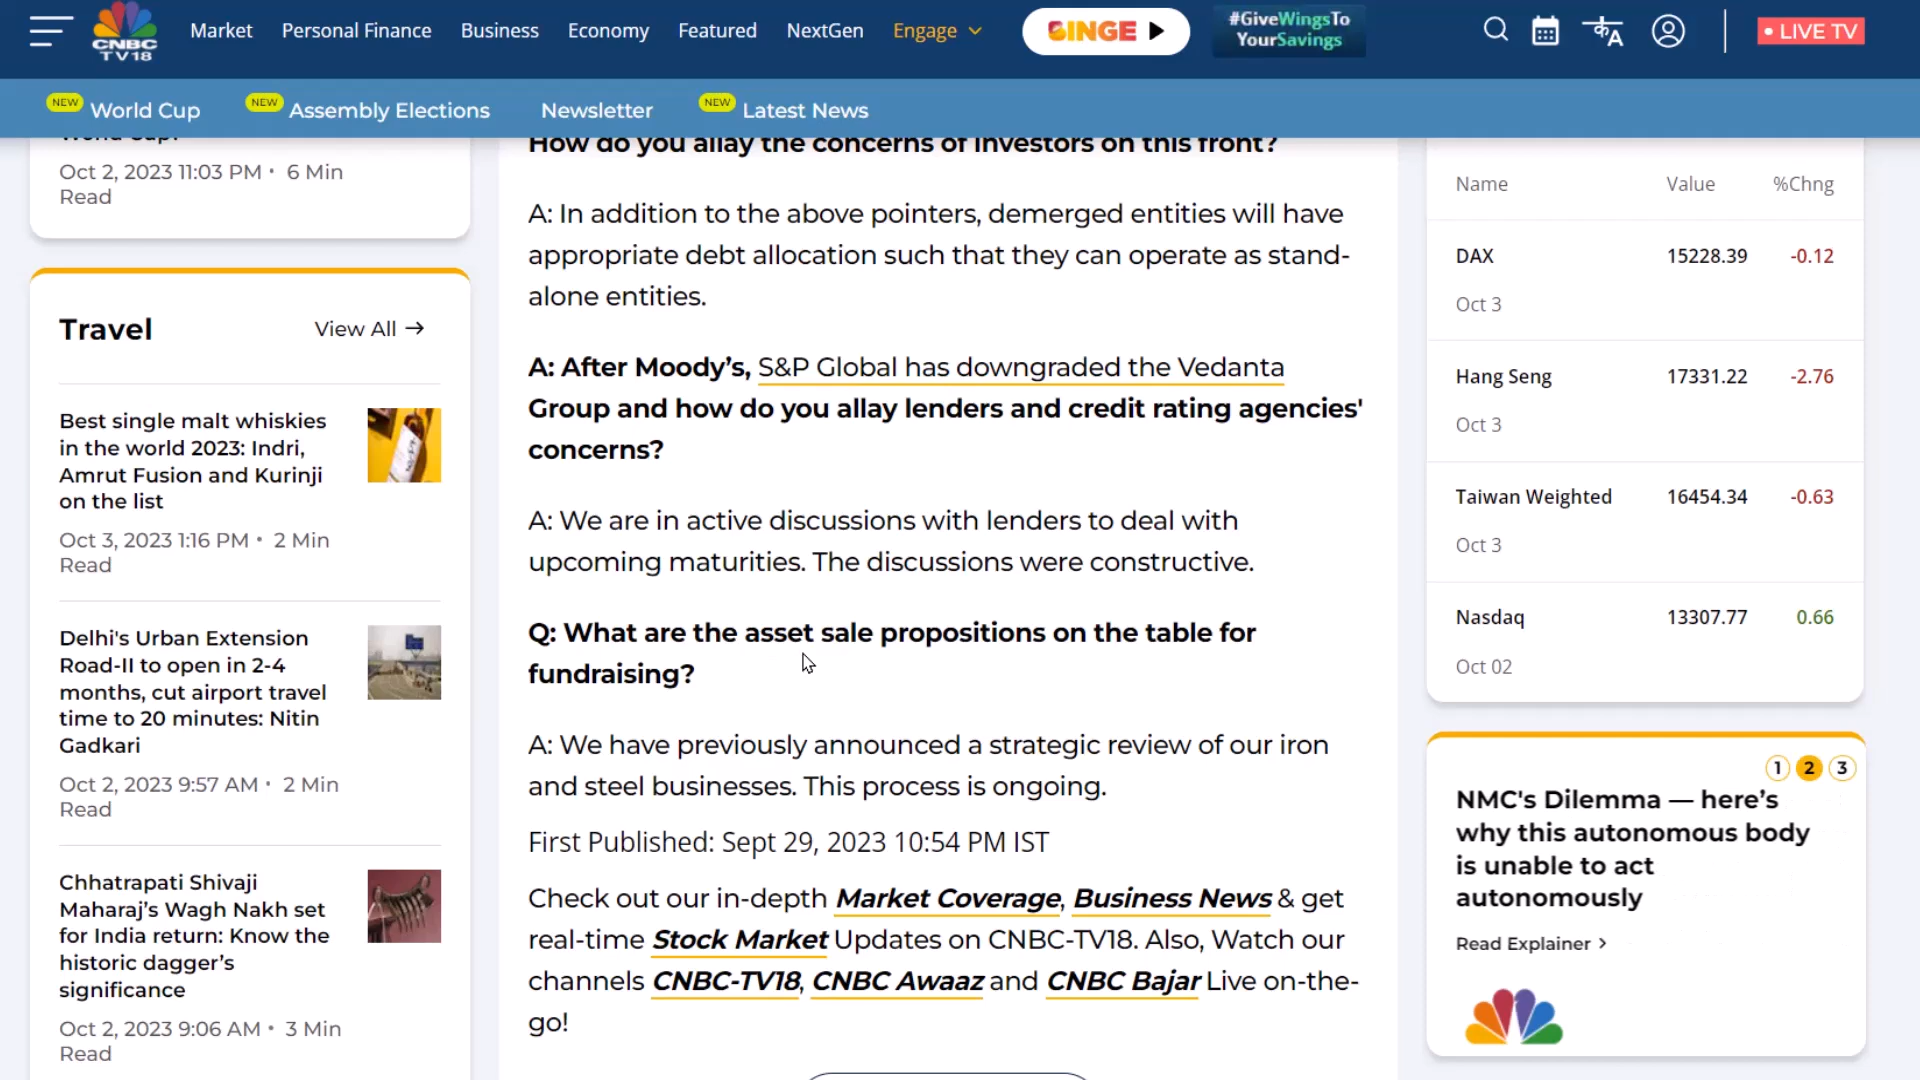 CNBC
TV18
Market
Personal Finance
Business
Economy
Featured
NextGen
Engage
BINGE
#GiveWingsTo
YourSavings
LIVE TV
NEW World Cup
NEW Assembly Elections
Newsletter
NEW Latest News
World Cup?
Oct 2, 2023 11:03 PM • 6 Min
Read
Travel
View All →
Best single malt whiskies
in the world 2023: Indri,
Amrut Fusion and Kurinji
on the list
Oct 3, 2023 1:16 PM • 2 Min
Read
Delhi's Urban Extension
Road-II to open in 2-4
months, cut airport travel
time to 20 minutes: Nitin
Gadkari
Oct 2, 2023 9:57 AM • 2 Min
Read
Chhatrapati Shivaji
Maharaj’s Wagh Nakh set
for India return: Know the
historic dagger’s
significance
Oct 2, 2023 9:06 AM • 3 Min
Read
How do you allay the concerns of investors on this front?
A: In addition to the above pointers, demerged entities will have
appropriate debt allocation such that they can operate as stand-
alone entities.
A: After Moody’s, S&P Global has downgraded the Vedanta
Group and how do you allay lenders and credit rating agencies'
concerns?
A: We are in active discussions with lenders to deal with
upcoming maturities. The discussions were constructive.
Q: What are the asset sale propositions on the table for
fundraising?
A: We have previously announced a strategic review of our iron
and steel businesses. This process is ongoing.
First Published: Sept 29, 2023 10:54 PM IST
Check out our in-depth Market Coverage, Business News & get
real-time Stock Market Updates on CNBC-TV18. Also, Watch our
channels CNBC-TV18, CNBC Awaaz and CNBC Bajar Live on-the-
go!
Name Value %Chng
DAX 15228.39 -0.12
Oct 3
Hang Seng 17331.22 -2.76
Oct 3
Taiwan Weighted 16454.34 -0.63
Oct 3
Nasdaq 13307.77 0.66
Oct 02
1 2 3
NMC's Dilemma — here’s
why this autonomous body
is unable to act
autonomously
Read Explainer >